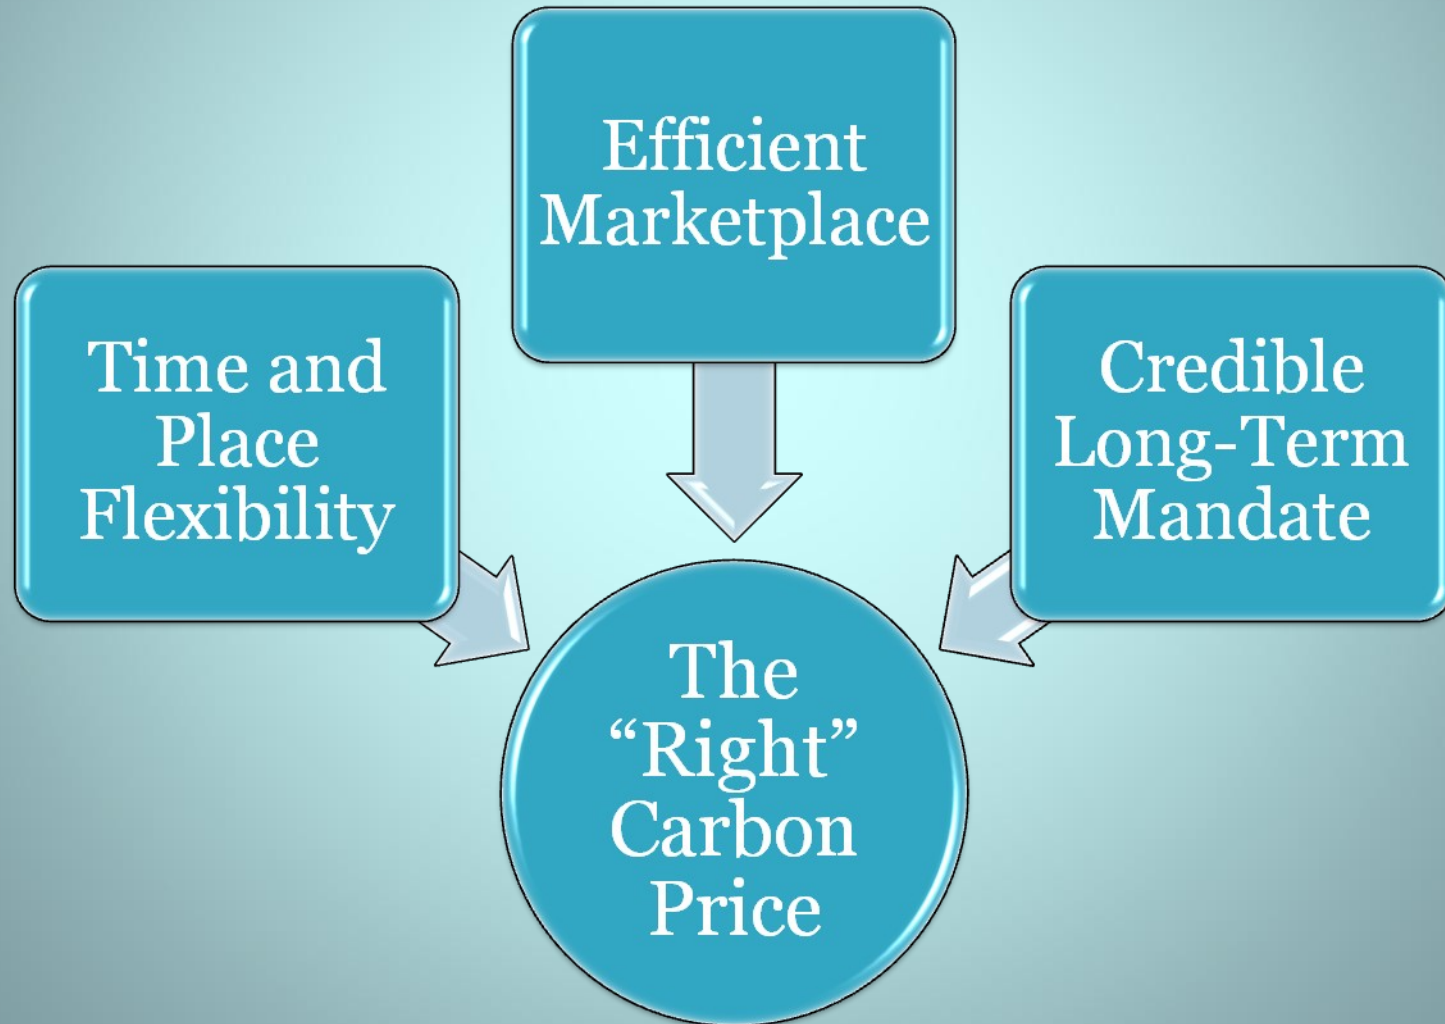 Efficient
Marketplace
Time and
Place
Flexibility
Credible
Long-Term
Mandate
The
“Right”
Carbon
Price